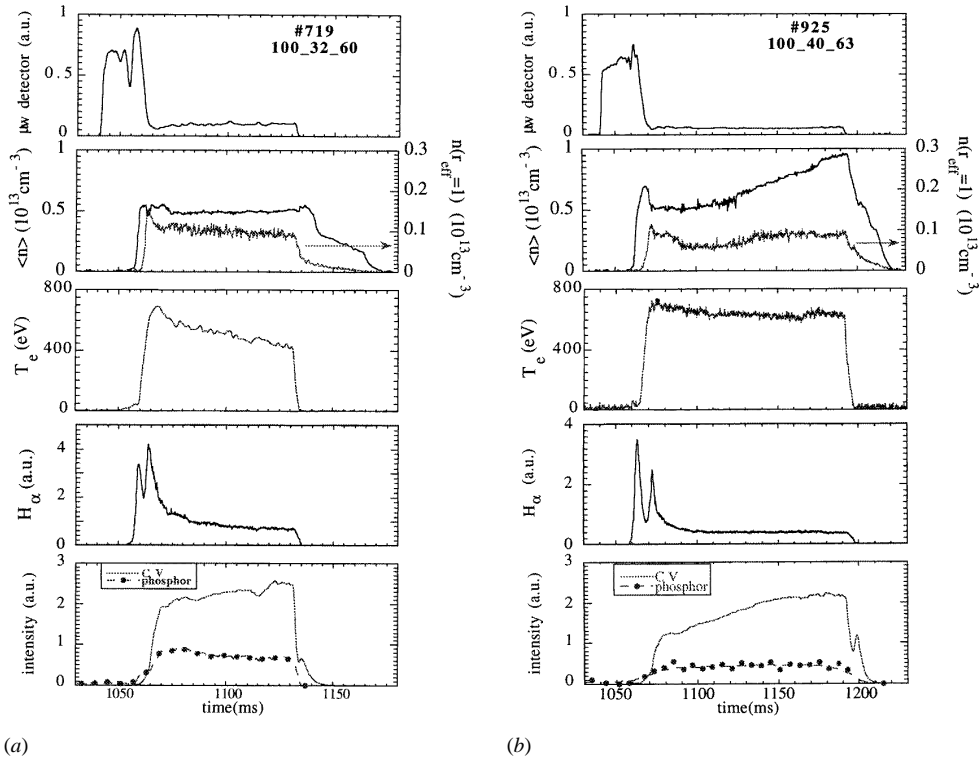 #719
100_32_60
μw detector (a.u.)
1
0.5
0
<n> (10^13 cm^-3)
1
0.5
0
0.3
0.2
0.1
0
n(r_eff=1) (10^13 cm^-3)
T_e (eV)
800
400
0
H_α (a.u.)
4
2
0
intensity (a.u.)
3
2
1
0
C V
phosphor
1050
1100
1150
time(ms)
(a)
#925
100_40_63
μw detector (a.u.)
1
0.5
0
<n> (10^13 cm^-3)
1
0.5
0
0.3
0.2
0.1
0
n(r_eff=1) (10^13 cm^-3)
T_e (eV)
800
400
0
H_α (a.u.)
4
2
0
intensity (a.u.)
3
2
1
0
C V
phosphor
1050
1100
1150
1200
time(ms)
(b)